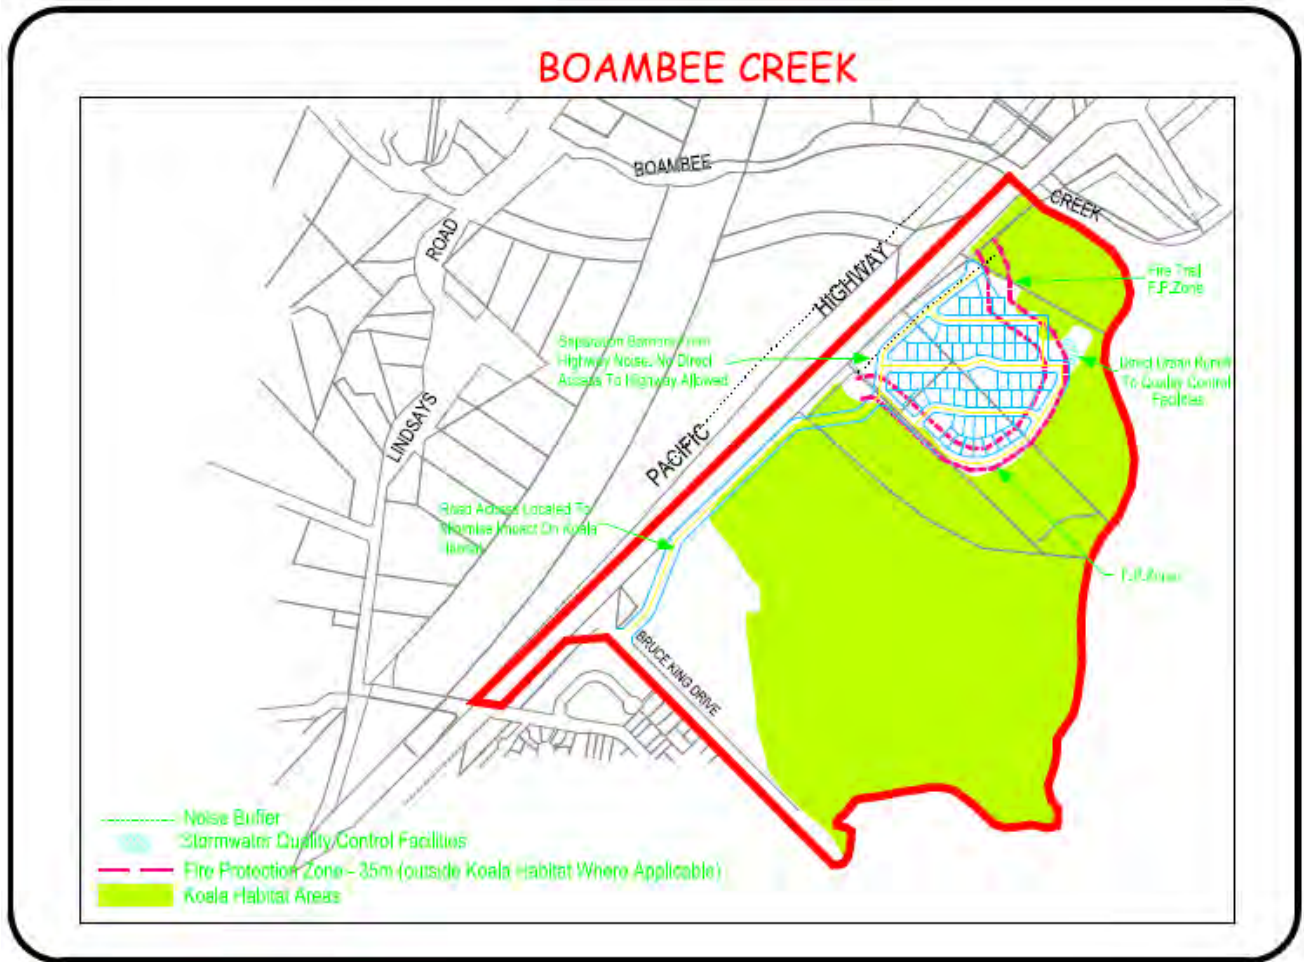 BOAMBEE CREEK
BOAMBEE
CREEK
ROAD
HIGHWAY
Fire Trail
F.P.Zone
Separation
Highway Noise. No Direct
Access To Highway Allowed
Direct Urban Runoff
To Quality Control
Facilities
LINDSAYS
PACIFIC
Road Access Located To
Minimise Impact On Koala
F.P.Zone
BRUCE KING DRIVE
Noise Buffer
Stormwater Quality Control Facilities
Fire Protection Zone - 35m (outside Koala Habitat Where Applicable)
Koala Habitat Areas